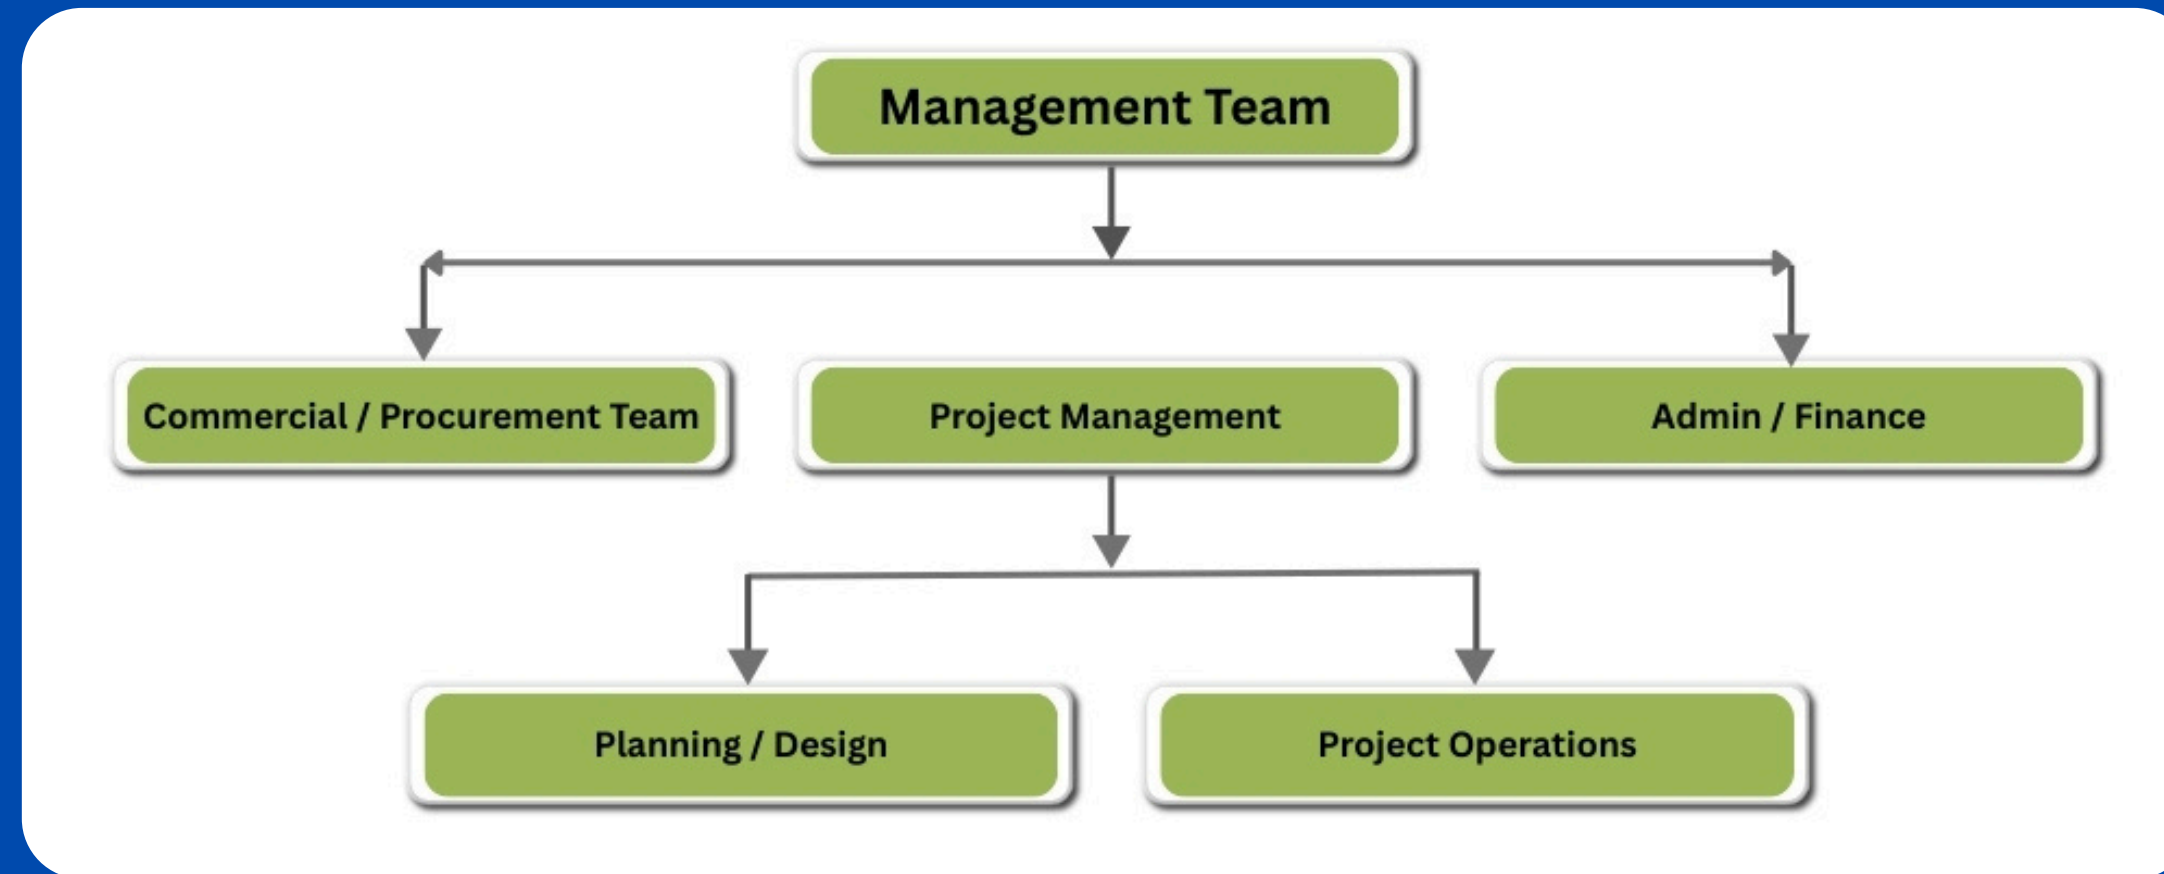 Management Team
Commercial / Procurement Team
Project Management
Admin / Finance
Planning / Design
Project Operations